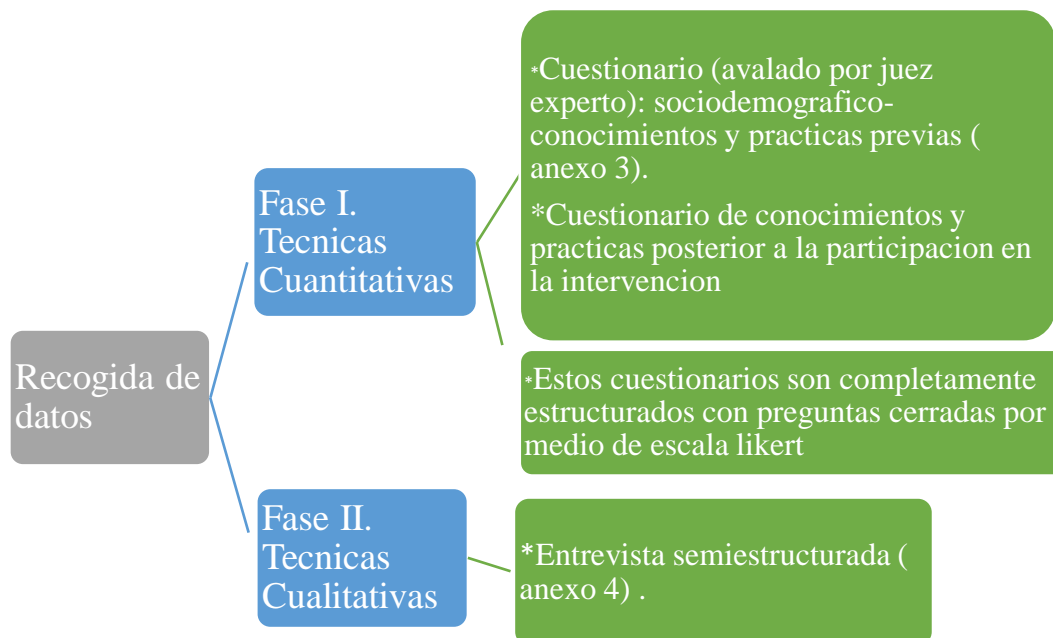 Recogida de
datos
Fase I.
Tecnicas
Cuantitativas
*Cuestionario (avalado por juez
experto): sociodemografico-
conocimientos y practicas previas (
anexo 3).
*Cuestionario de conocimientos y
practicas posterior a la participacion en
la intervencion
*Estos cuestionarios son completamente
estructurados con preguntas cerradas por
medio de escala likert
Fase II.
Tecnicas
Cualitativas
*Entrevista semiestructurada (
anexo 4) .